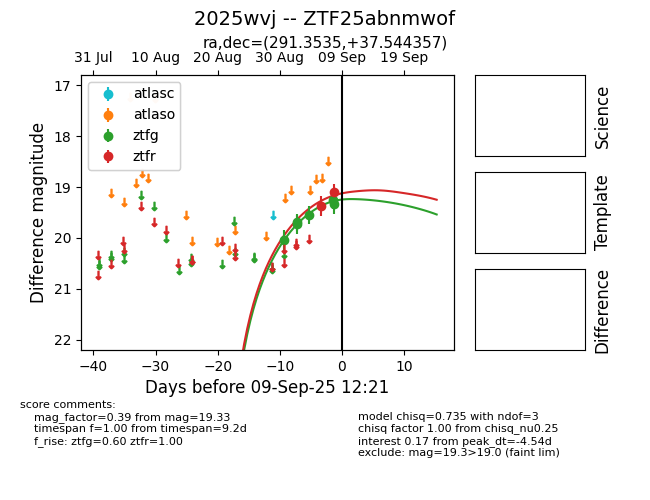 2025wvj -- ZTF25abnmwof
ra,dec=(291.3535,+37.544357)
31 Jul 10 Aug 20 Aug 30 Aug 09 Sep 19 Sep
atlasc
atlaso
ztfg
ztfr
17
18
19
20
21
22
Difference magnitude
−40 −30 −20 −10 0 10
Days before 09-Sep-25 12:21
Science
Template
Difference
score comments:
mag_factor=0.39 from mag=19.33
timespan f=1.00 from timespan=9.2d
f_rise: ztfg=0.60 ztfr=1.00
model chisq=0.735 with ndof=3
chisq factor 1.00 from chisq_nu0.25
interest 0.17 from peak_dt=-4.54d
exclude: mag=19.3>19.0 (faint lim)